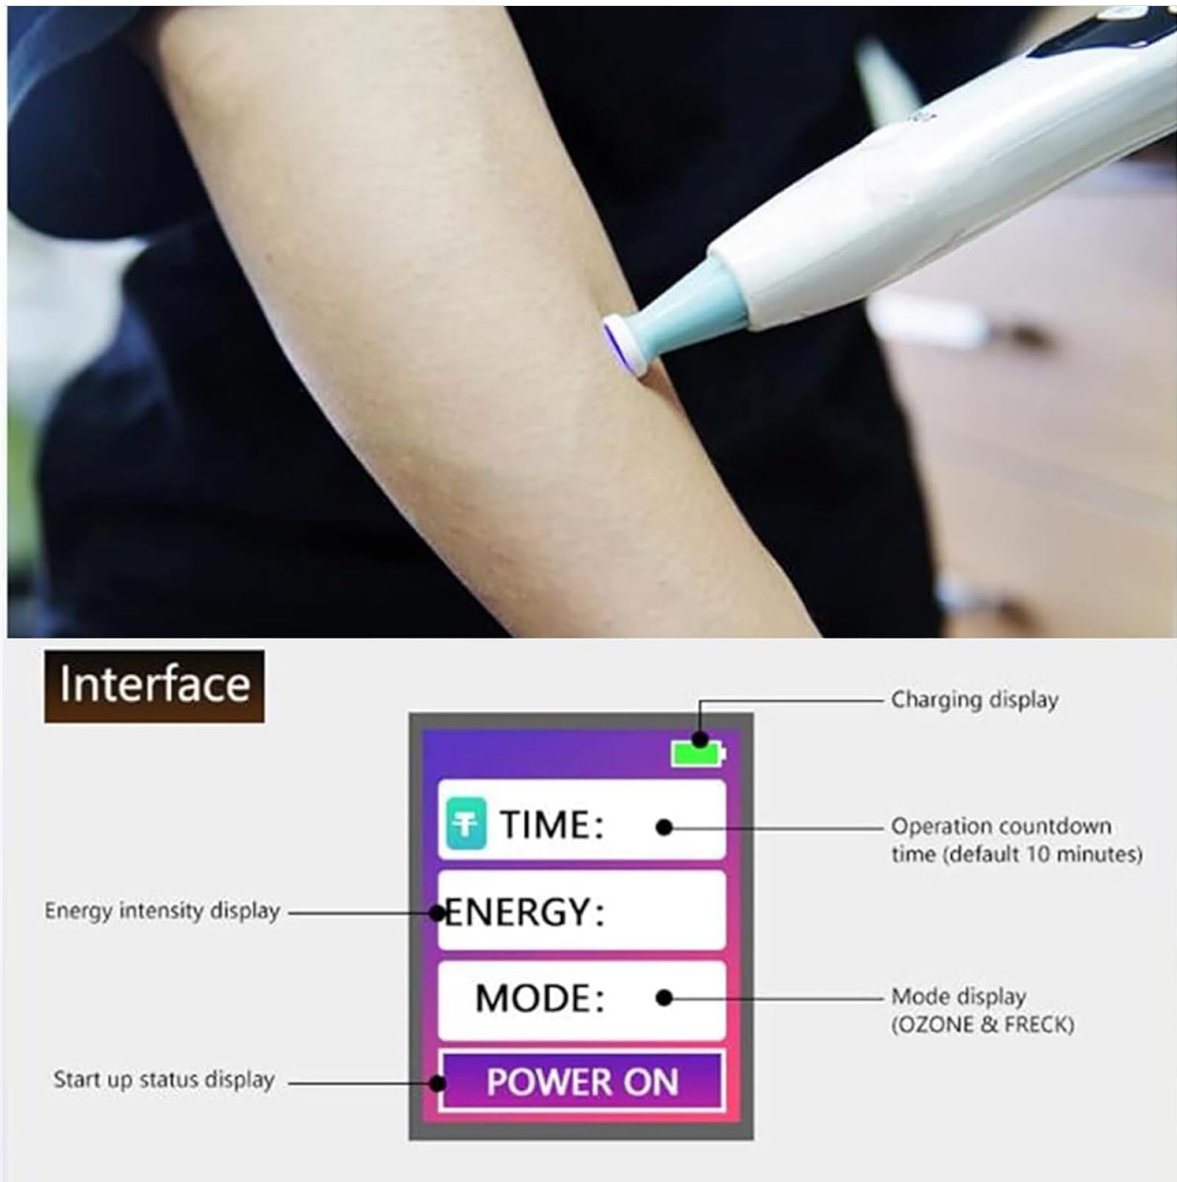 Interface
Charging display
TIME:
Operation countdown
time (default 10 minutes)
Energy intensity display
ENERGY:
MODE:
Mode display
(OZONE & FRECK)
Start up status display
POWER ON